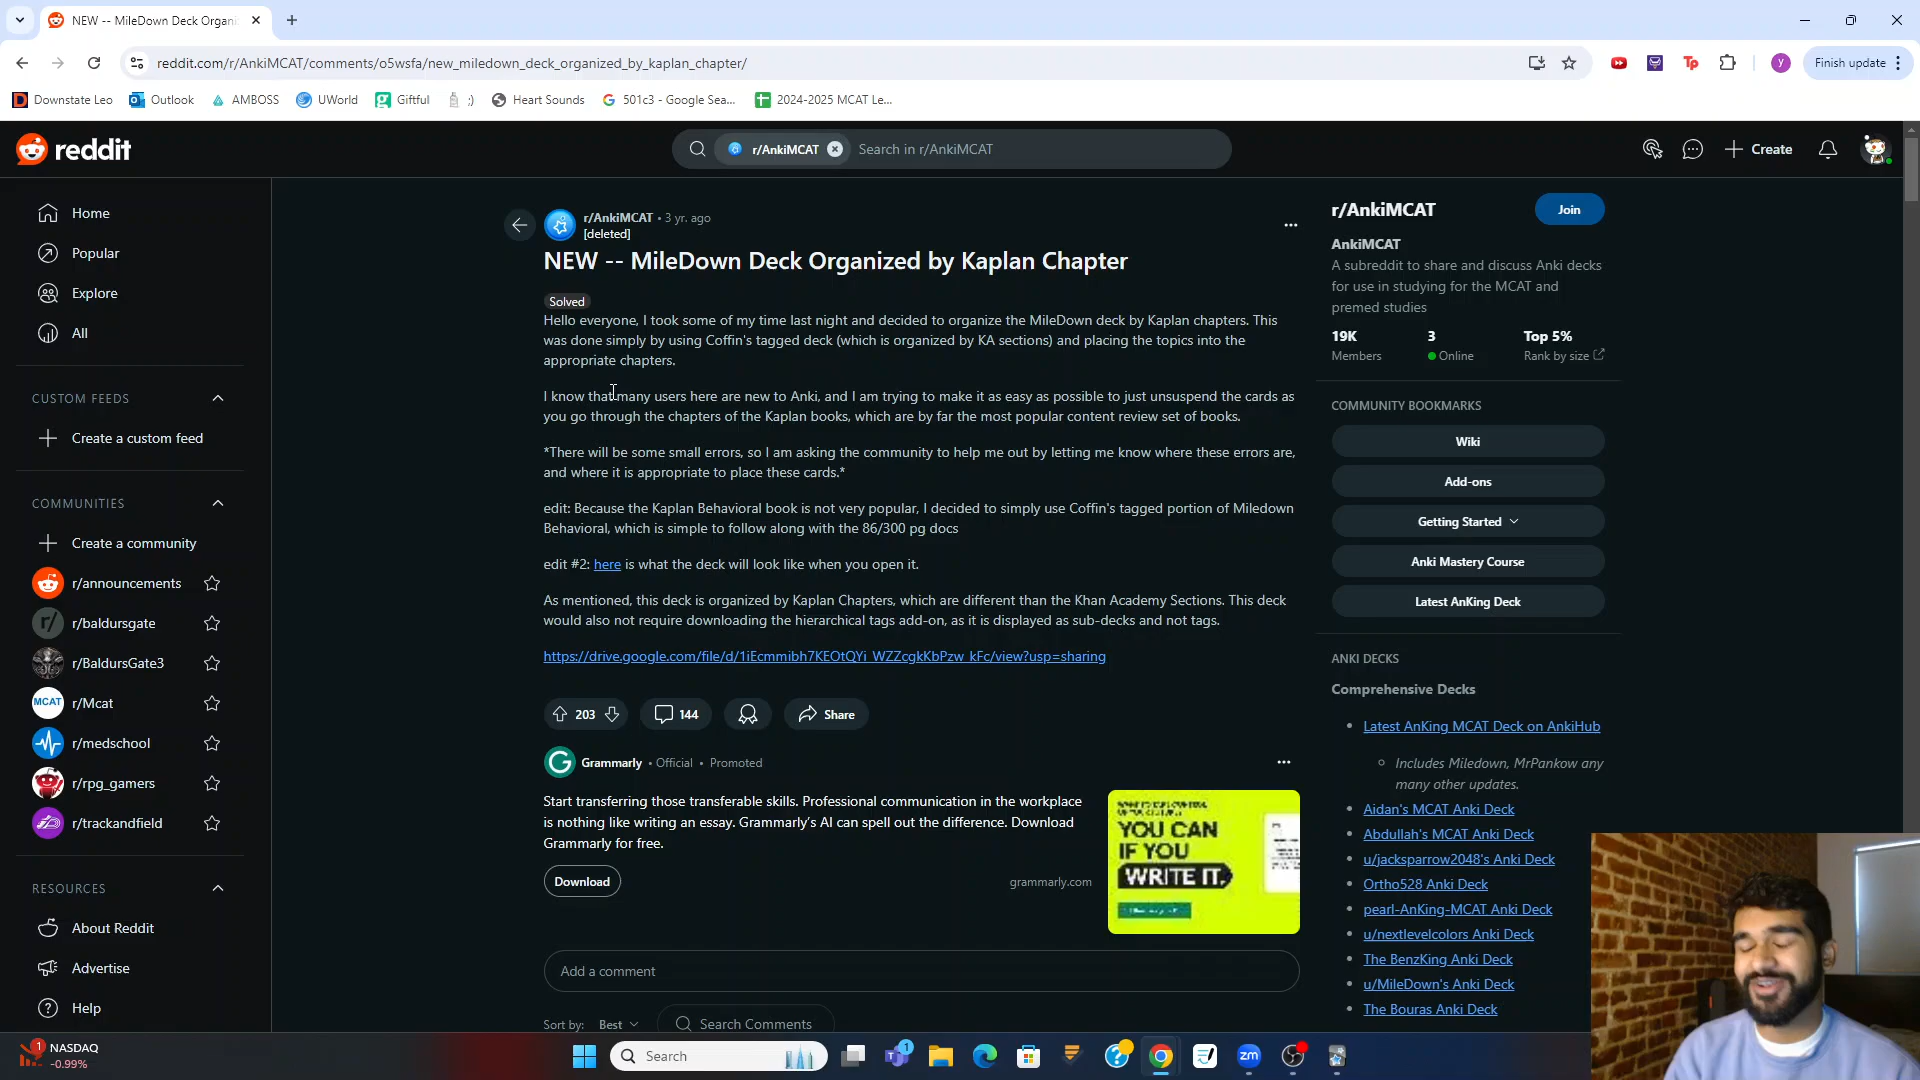 NEW -- MileDown Deck Organi
reddit.com/r/AnkiMCAT/comments/o5wsfa/new_miledown_deck_organized_by_kaplan_chapter/
Tp
y
Finish update
Downstate Leo
Outlook
AMBOSS
UWorld
Giftful
;)
Heart Sounds
501c3 - Google Sea...
2024-2025 MCAT Le...
reddit
r/AnkiMCAT
Search in r/AnkiMCAT
Create
Home
Popular
Explore
All
CUSTOM FEEDS
Create a custom feed
COMMUNITIES
Create a community
r/announcements
r/baldursgate
r/BaldursGate3
MCAT r/Mcat
r/medschool
r/rpg_gamers
r/trackandfield
RESOURCES
About Reddit
Advertise
Help
r/AnkiMCAT • 3 yr. ago
[deleted]
NEW -- MileDown Deck Organized by Kaplan Chapter
Solved
Hello everyone, I took some of my time last night and decided to organize the MileDown deck by Kaplan chapters. This
was done simply by using Coffin's tagged deck (which is organized by KA sections) and placing the topics into the
appropriate chapters.
I know that many users here are new to Anki, and I am trying to make it as easy as possible to just unsuspend the cards as
you go through the chapters of the Kaplan books, which are by far the most popular content review set of books.
*There will be some small errors, so I am asking the community to help me out by letting me know where these errors are,
and where it is appropriate to place these cards.*
edit: Because the Kaplan Behavioral book is not very popular, I decided to simply use Coffin's tagged portion of Miledown
Behavioral, which is simple to follow along with the 86/300 pg docs
edit #2: here is what the deck will look like when you open it.
As mentioned, this deck is organized by Kaplan Chapters, which are different than the Khan Academy Sections. This deck
would also not require downloading the hierarchical tags add-on, as it is displayed as sub-decks and not tags.
https://drive.google.com/file/d/1iEcmmibh7KEOtQYi_WZZcgkKbPzw_kFc/view?usp=sharing
203
144
Share
Grammarly • Official • Promoted
Start transferring those transferable skills. Professional communication in the workplace
is nothing like writing an essay. Grammarly's AI can spell out the difference. Download
Grammarly for free.
Download
grammarly.com
YOU CAN
IF YOU
WRITE IT.
Add a comment
Sort by: Best
Search Comments
r/AnkiMCAT
Join
AnkiMCAT
A subreddit to share and discuss Anki decks
for use in studying for the MCAT and
premed studies
19K 3 Top 5%
Members Online Rank by size
COMMUNITY BOOKMARKS
Wiki
Add-ons
Getting Started
Anki Mastery Course
Latest AnKing Deck
ANKI DECKS
Comprehensive Decks
Latest AnKing MCAT Deck on AnkiHub
Includes Miledown, MrPankow any
many other updates.
Aidan's MCAT Anki Deck
Abdullah's MCAT Anki Deck
u/jacksparrow2048's Anki Deck
Ortho528 Anki Deck
pearl-AnKing-MCAT Anki Deck
u/nextlevelcolors Anki Deck
The BenzKing Anki Deck
u/MileDown's Anki Deck
The Bouras Anki Deck
1
NASDAQ
-0.99%
Search
1
zm